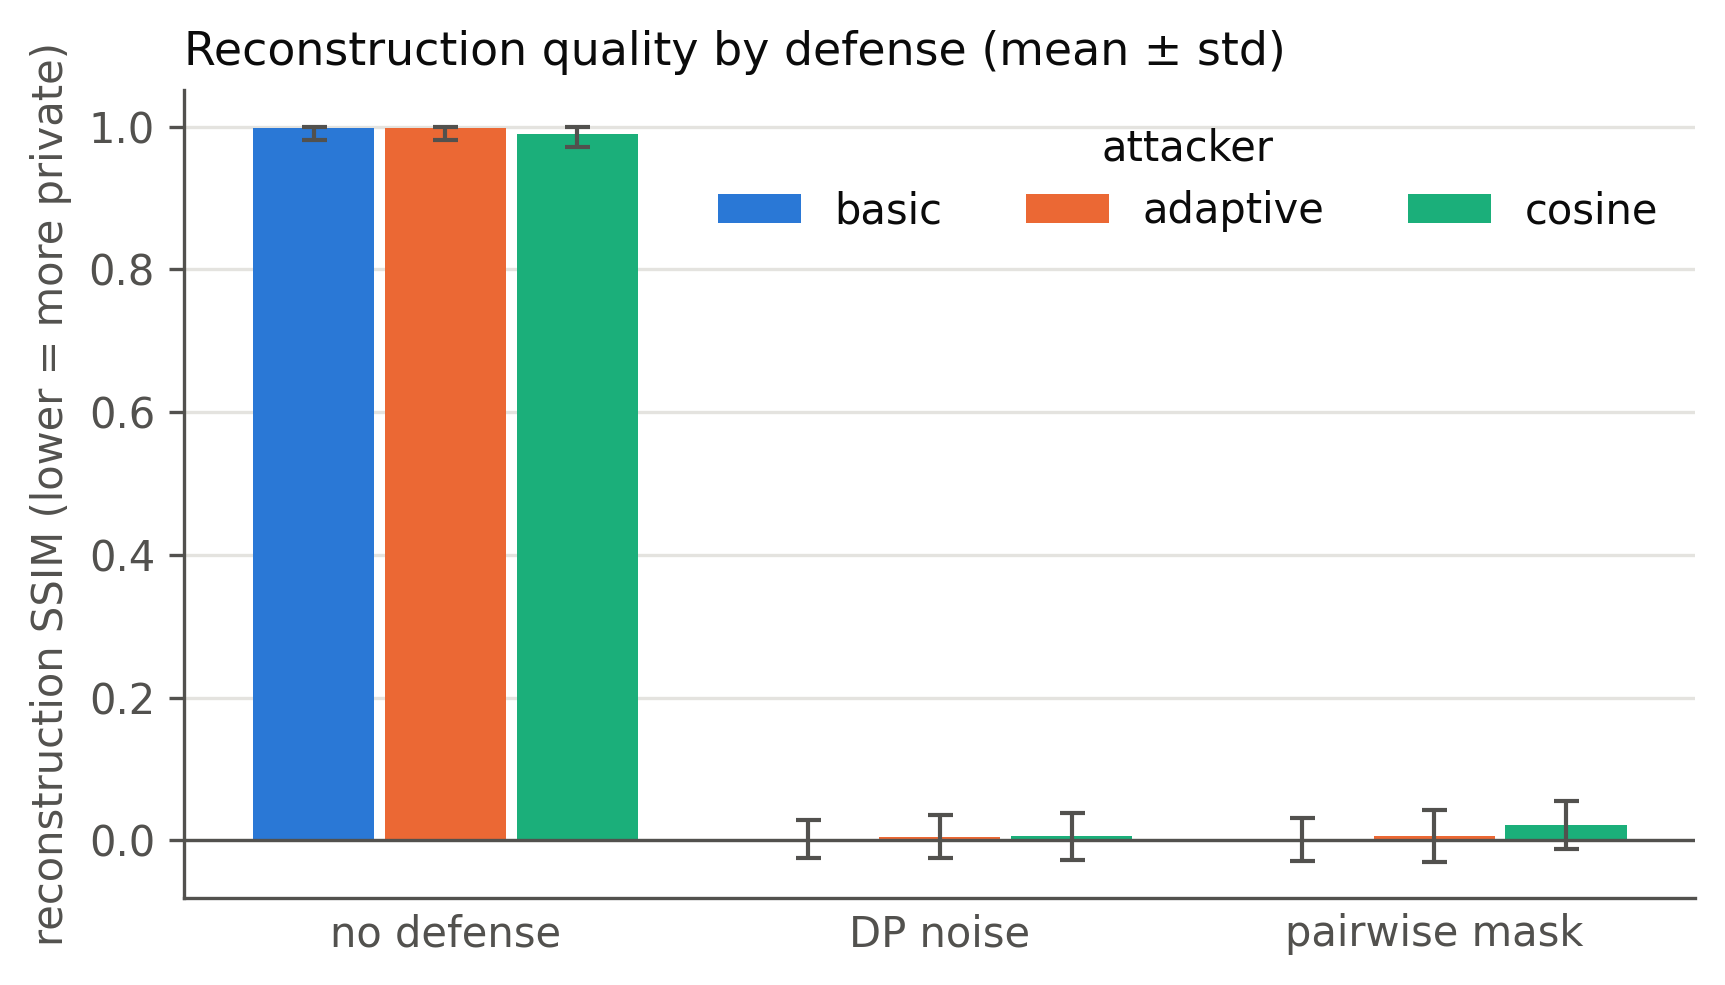 Reconstruction quality by defense (mean ± std)
reconstruction SSIM (lower = more private)
1.0
0.8
0.6
0.4
0.2
0.0
attacker
basic adaptive cosine
no defense DP noise pairwise mask